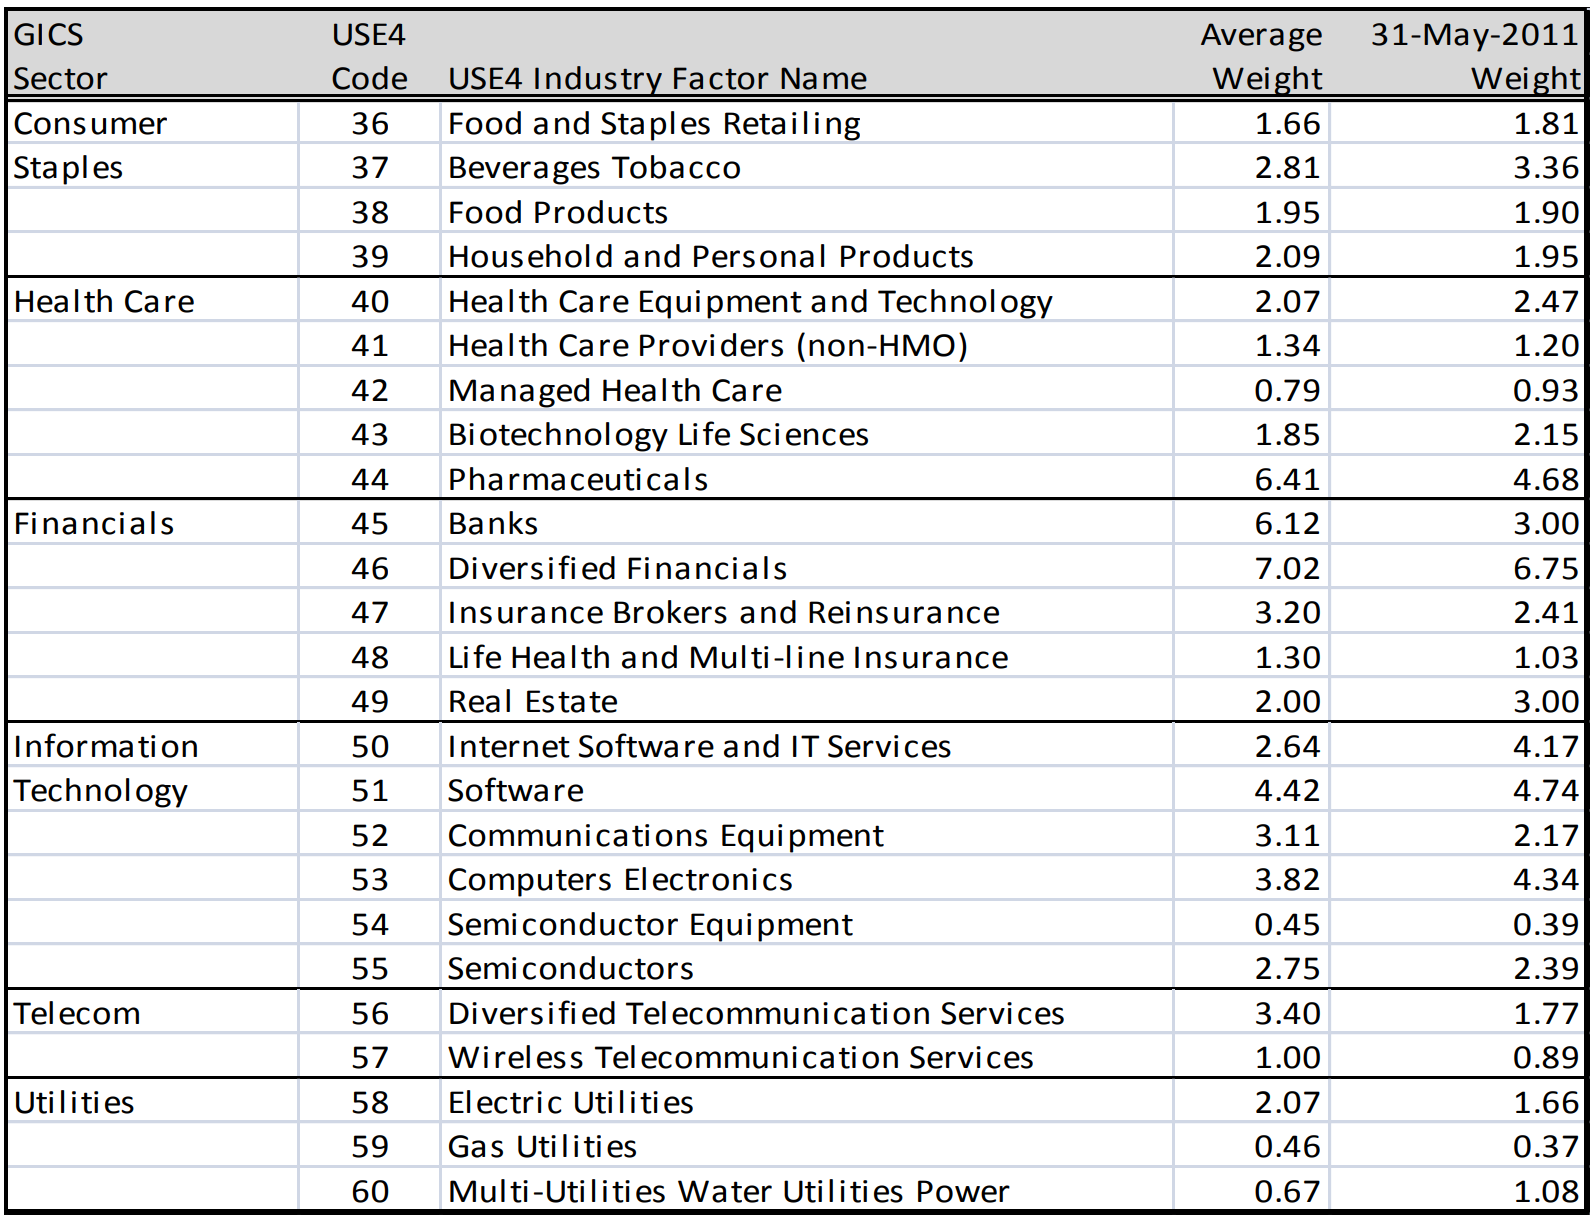 GICS USE4 Average 31-May-2011
Sector Code USE4 Industry Factor Name Weight Weight
Consumer 36 Food and Staples Retailing 1.66 1.81
Staples 37 Beverages Tobacco 2.81 3.36
38 Food Products 1.95 1.90
39 Household and Personal Products 2.09 1.95
Health Care 40 Health Care Equipment and Technology 2.07 2.47
41 Health Care Providers (non-HMO) 1.34 1.20
42 Managed Health Care 0.79 0.93
43 Biotechnology Life Sciences 1.85 2.15
44 Pharmaceuticals 6.41 4.68
Financials 45 Banks 6.12 3.00
46 Diversified Financials 7.02 6.75
47 Insurance Brokers and Reinsurance 3.20 2.41
48 Life Health and Multi-line Insurance 1.30 1.03
49 Real Estate 2.00 3.00
Information 50 Internet Software and IT Services 2.64 4.17
Technology 51 Software 4.42 4.74
52 Communications Equipment 3.11 2.17
53 Computers Electronics 3.82 4.34
54 Semiconductor Equipment 0.45 0.39
55 Semiconductors 2.75 2.39
Telecom 56 Diversified Telecommunication Services 3.40 1.77
57 Wireless Telecommunication Services 1.00 0.89
Utilities 58 Electric Utilities 2.07 1.66
59 Gas Utilities 0.46 0.37
60 Multi-Utilities Water Utilities Power 0.67 1.08